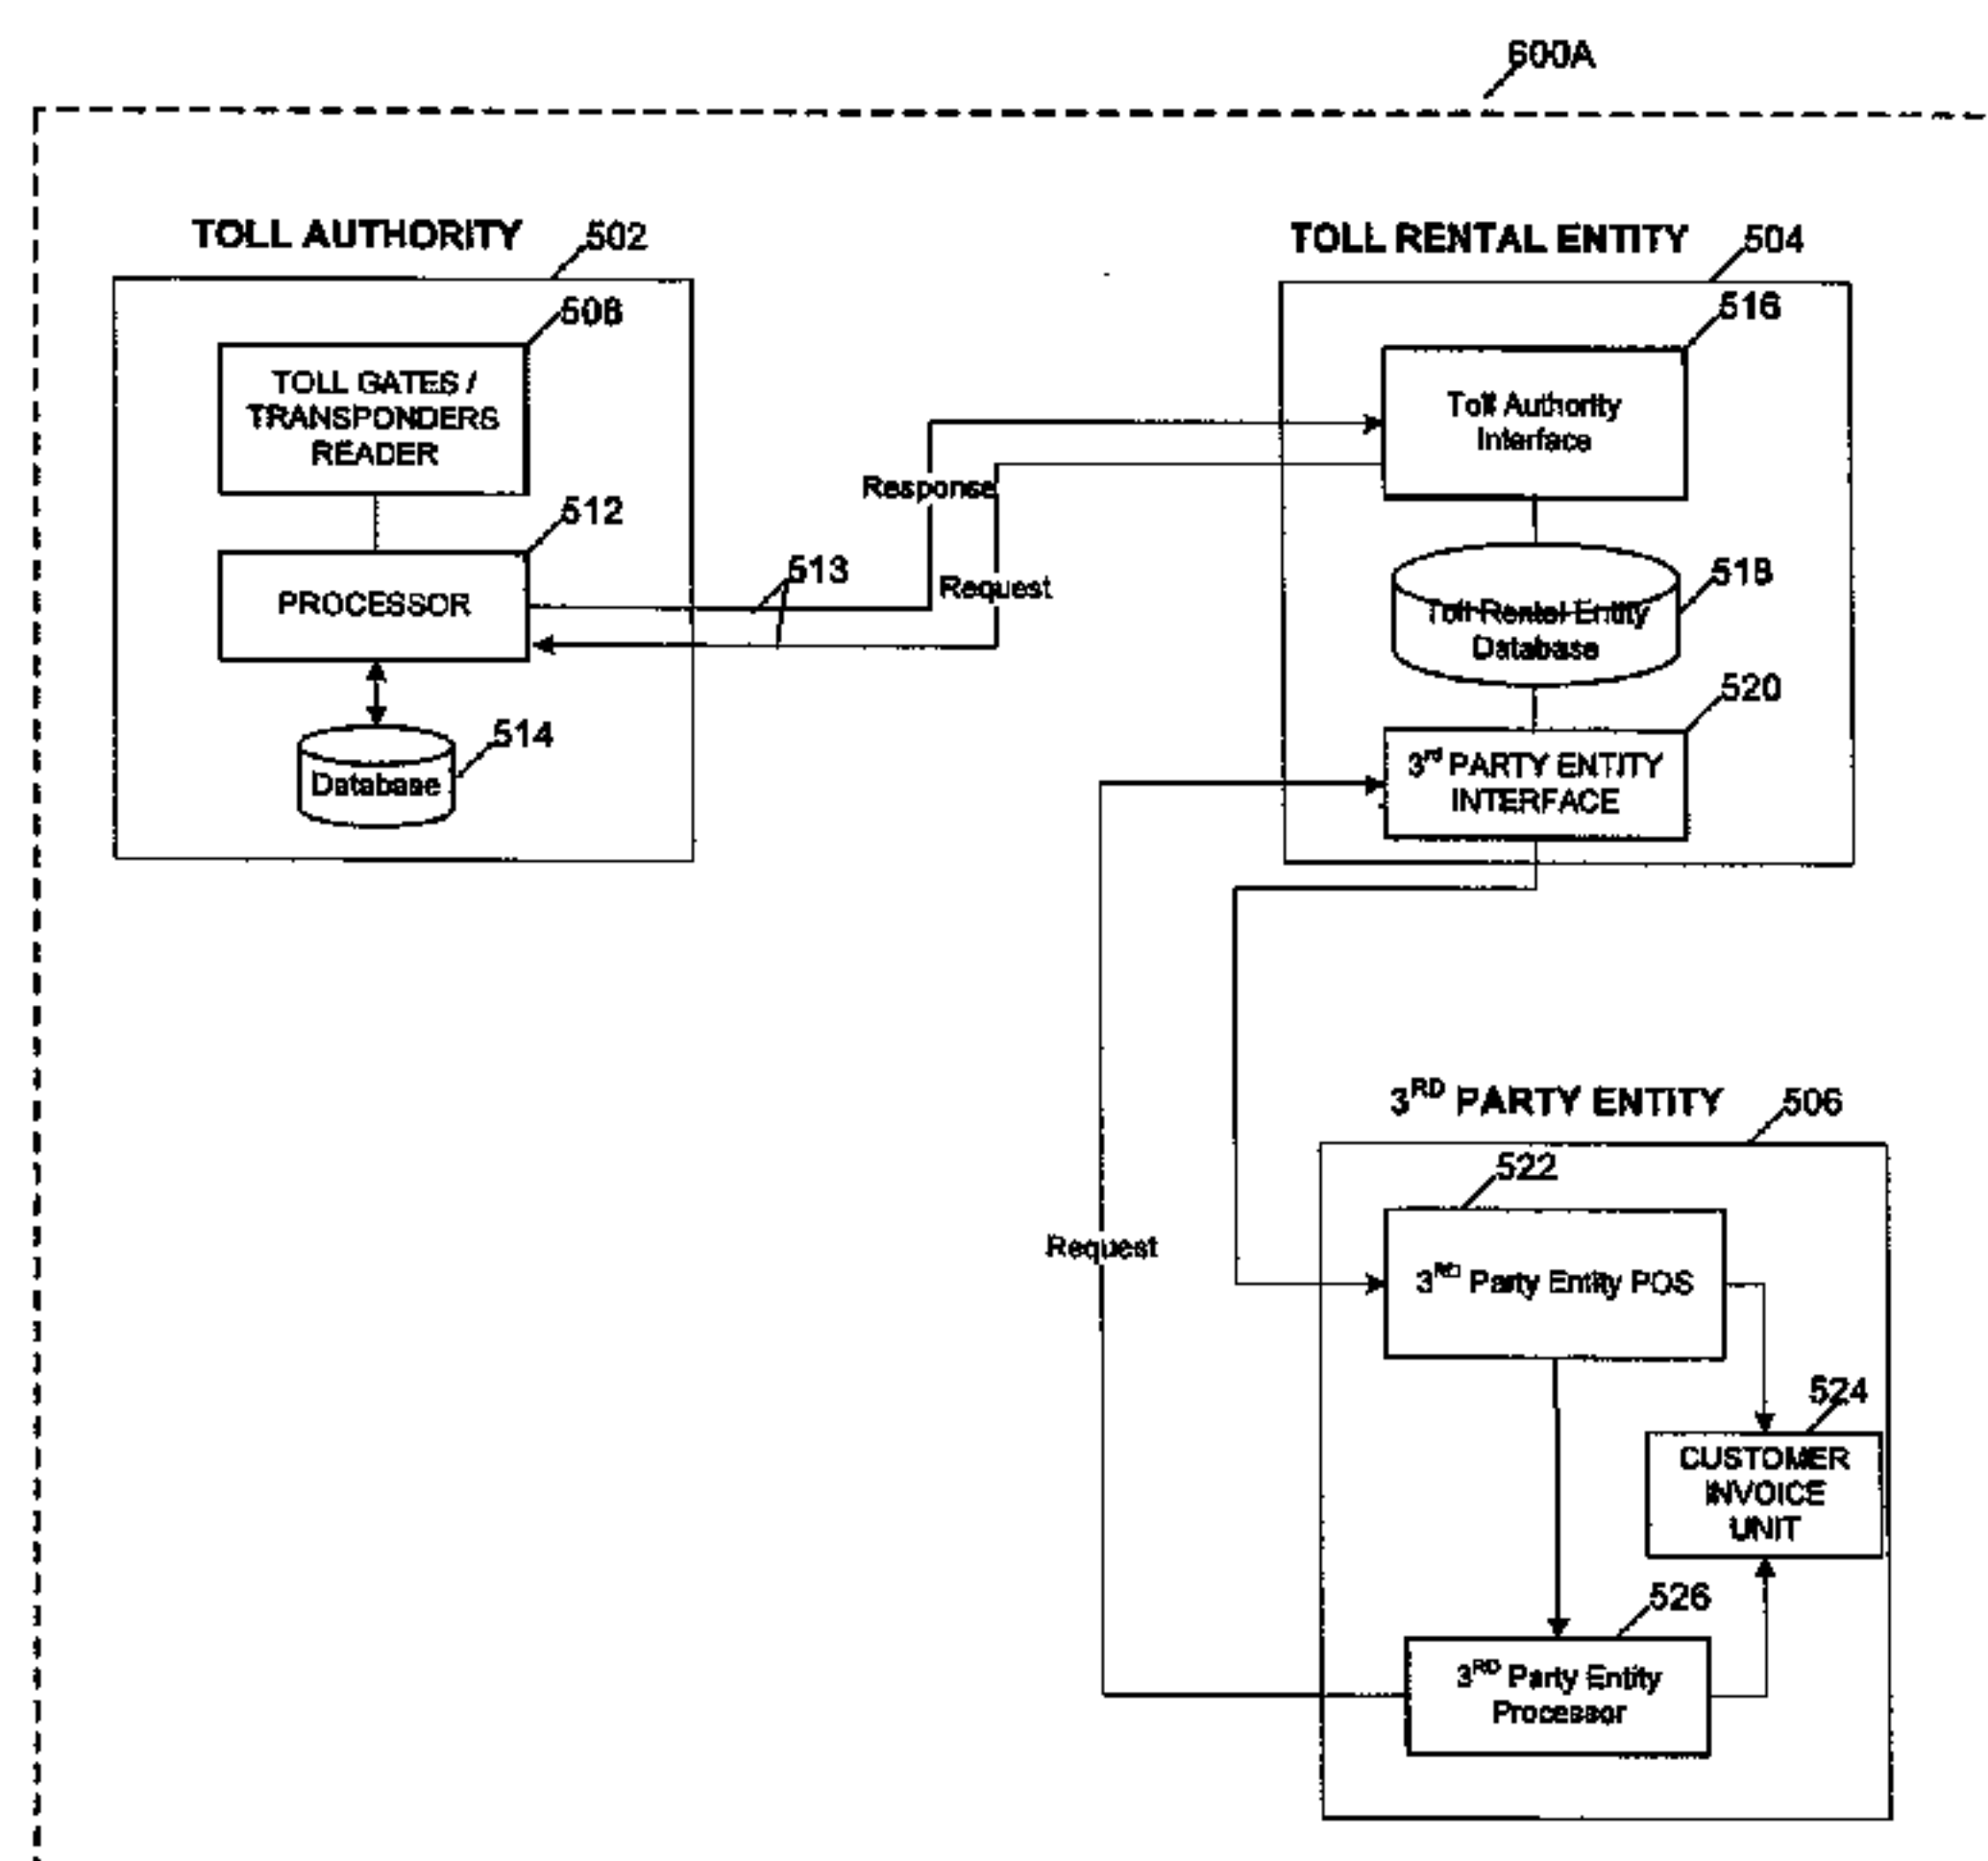 600A
TOLL AUTHORITY 502
508
TOLL GATES /
TRANSPONDERS
READER
512
PROCESSOR
513
514
Database
Response
Request
TOLL RENTAL ENTITY 504
516
Toll Authority
Interface
518
Toll Rental Entity
Database
520
3rd PARTY ENTITY
INTERFACE
Request
3RD PARTY ENTITY 506
522
3RD Party Entity POS
524
CUSTOMER
INVOICE
UNIT
526
3RD Party Entity
Processor